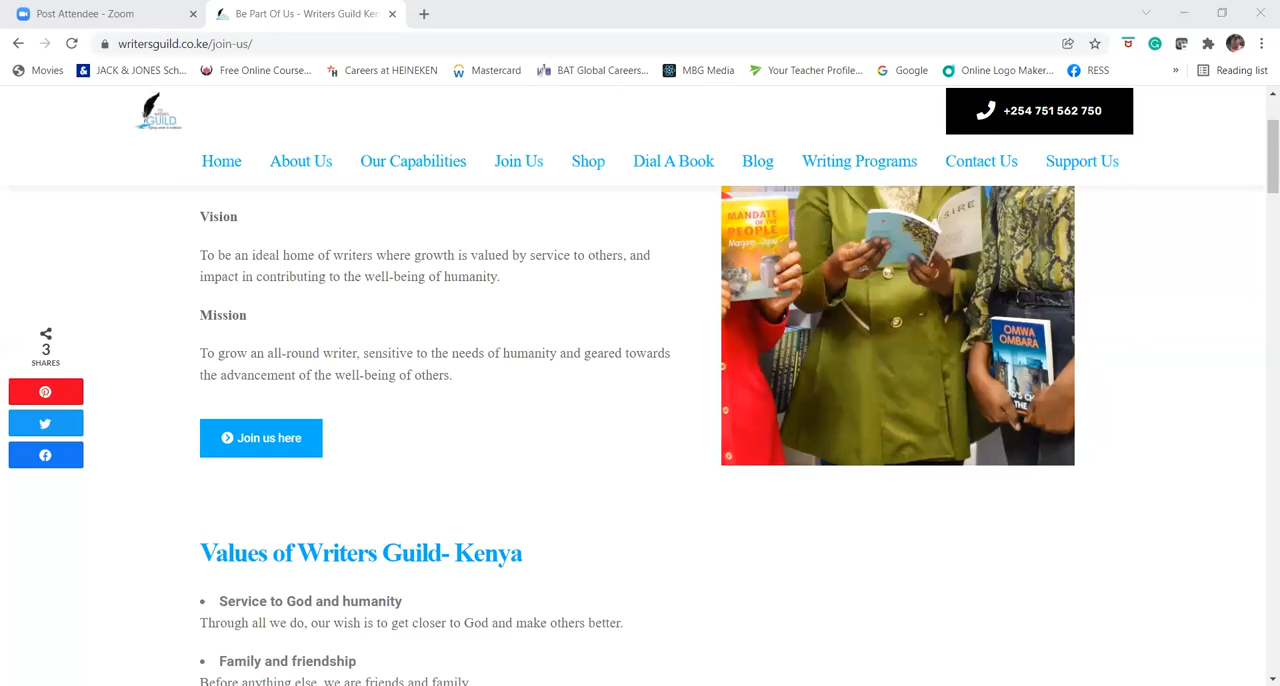 Post Attendee - Zoom
Be Part Of Us - Writers Guild Ken
writersguild.co.ke/join-us/
Movies
JACK & JONES Sch...
Free Online Course...
Careers at HEINEKEN
Mastercard
BAT Global Careers...
MBG Media
Your Teacher Profile...
Google
Online Logo Maker...
RESS
»
Reading list
GUILD
+254 751 562 750
Home
About Us
Our Capabilities
Join Us
Shop
Dial A Book
Blog
Writing Programs
Contact Us
Support Us
Vision
To be an ideal home of writers where growth is valued by service to others, and
impact in contributing to the well-being of humanity.
Mission
To grow an all-round writer, sensitive to the needs of humanity and geared towards
the advancement of the well-being of others.
Join us here
MANDATE
OF THE
PEOPLE
OMWA
OMBARA
3
SHARES
Values of Writers Guild- Kenya
• Service to God and humanity
Through all we do, our wish is to get closer to God and make others better.
• Family and friendship
Before anything else, we are friends and family